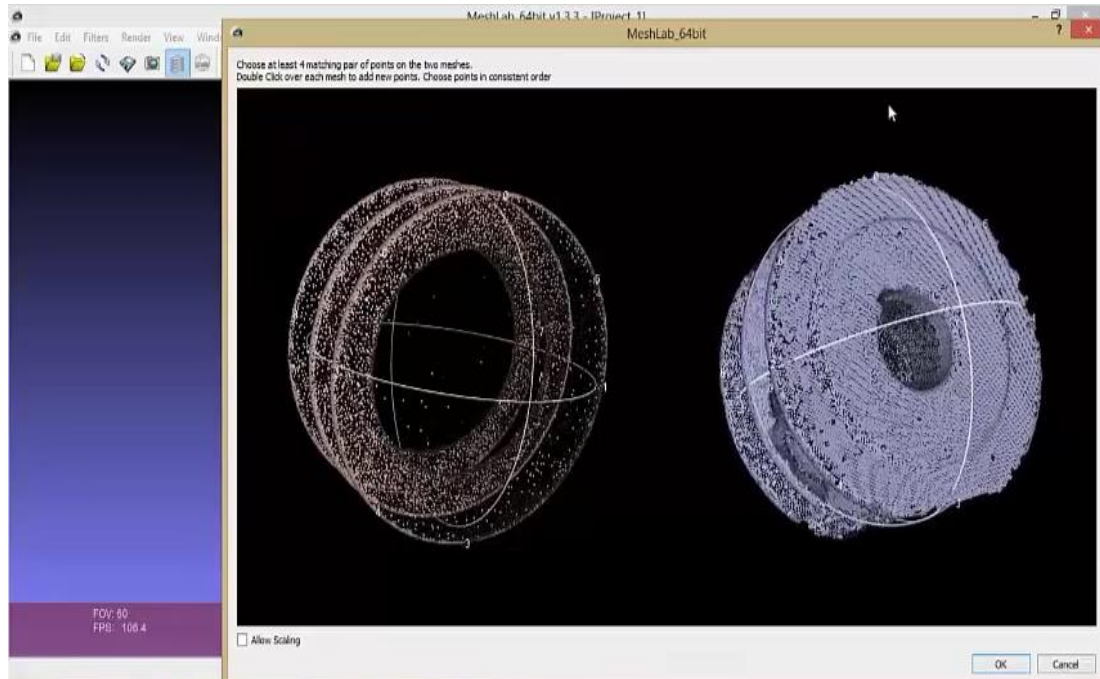 MeshLab_64bit v1.3.3 - [Project_1]
File Edit Filters Render View Wind
MeshLab_64bit
?
Choose at least 4 matching pair of points on the two meshes.
Double Click over each mesh to add new points. Choose points in consistent order
FOV: 60
FPS: 106.4
Allow Scaling
OK Cancel